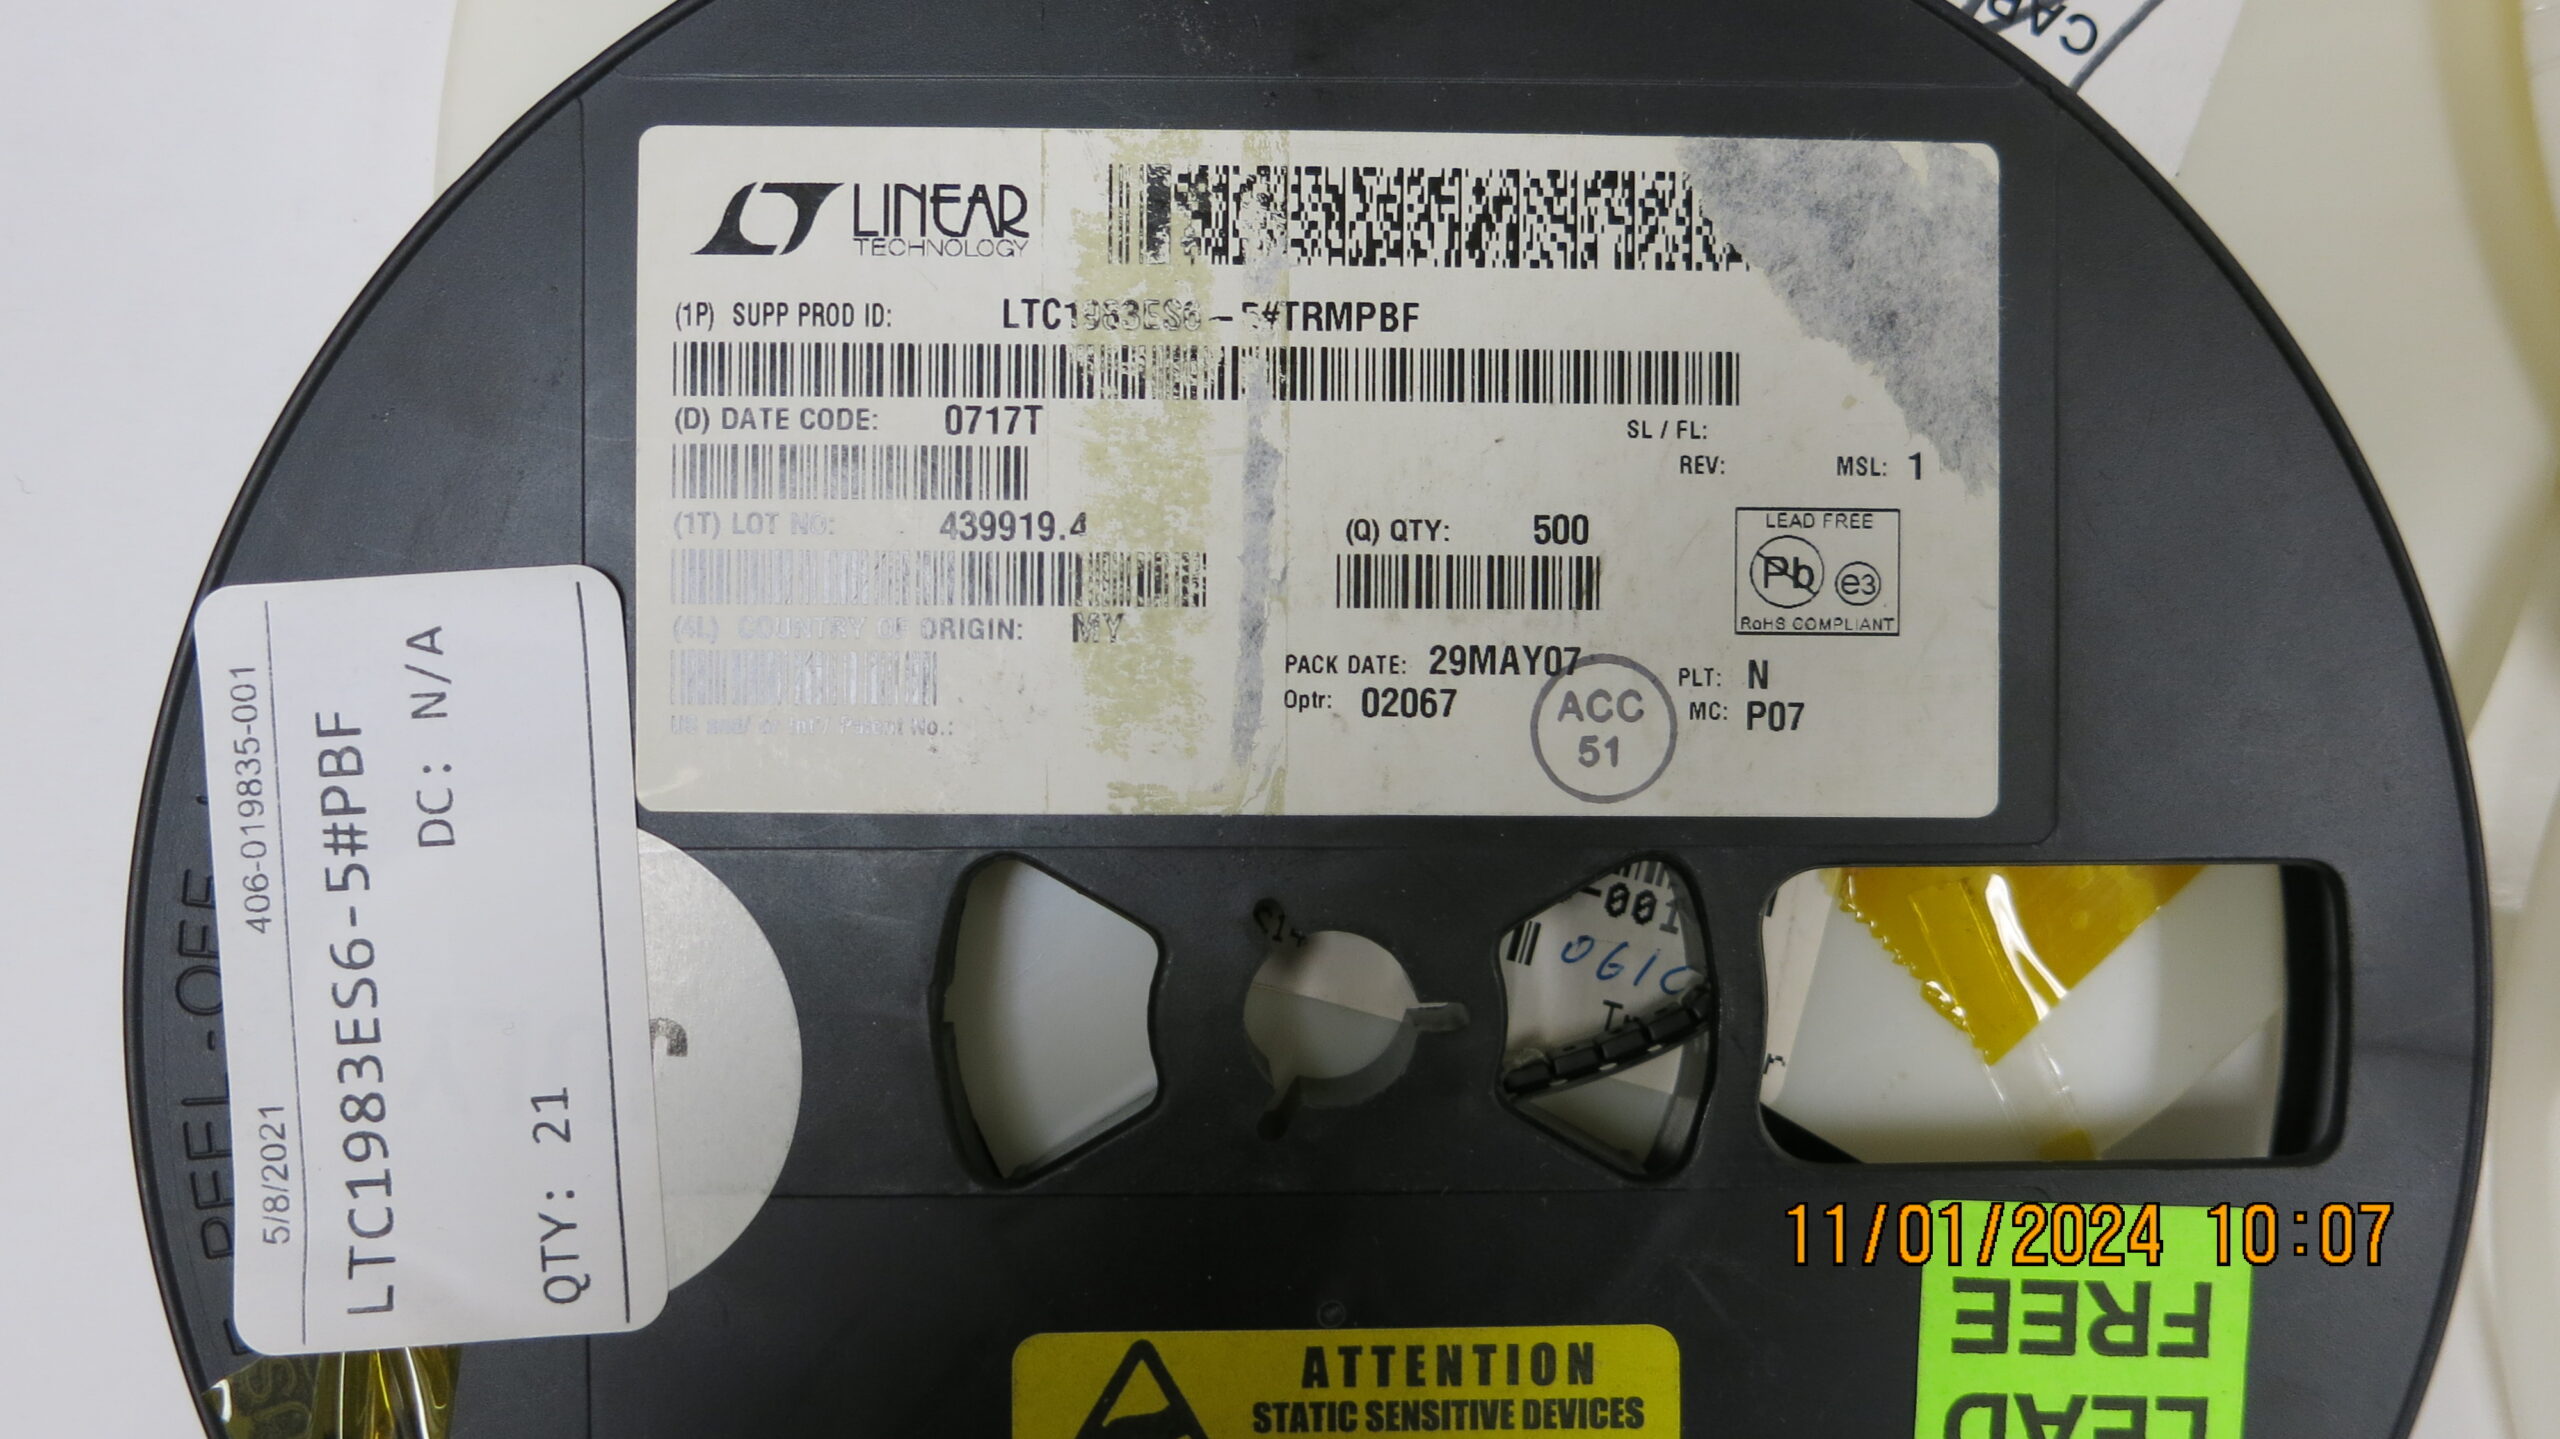 LINEAR
TECHNOLOGY
(1P) SUPP PROD ID: LTC1983ES6-5#TRMPBF
(D) DATE CODE: 0717T
SL / FL:
REV: MSL: 1
(1T) LOT NO: 439919.4
(Q) QTY: 500
LEAD FREE
Pb e3
RoHS COMPLIANT
(4L) COUNTRY OF ORIGIN: MY
PACK DATE: 29MAY07
Optr: 02067
PLT: N
MC: P07
ACC
51
US and/ or Int'/ Patent No.:
5/8/2021 406-019835-001
LTC1983ES6-5#PBF
DC: N/A
QTY: 21
-001
11/01/2024 10:07
ATTENTION
STATIC SENSITIVE DEVICES
LEAD
FREE